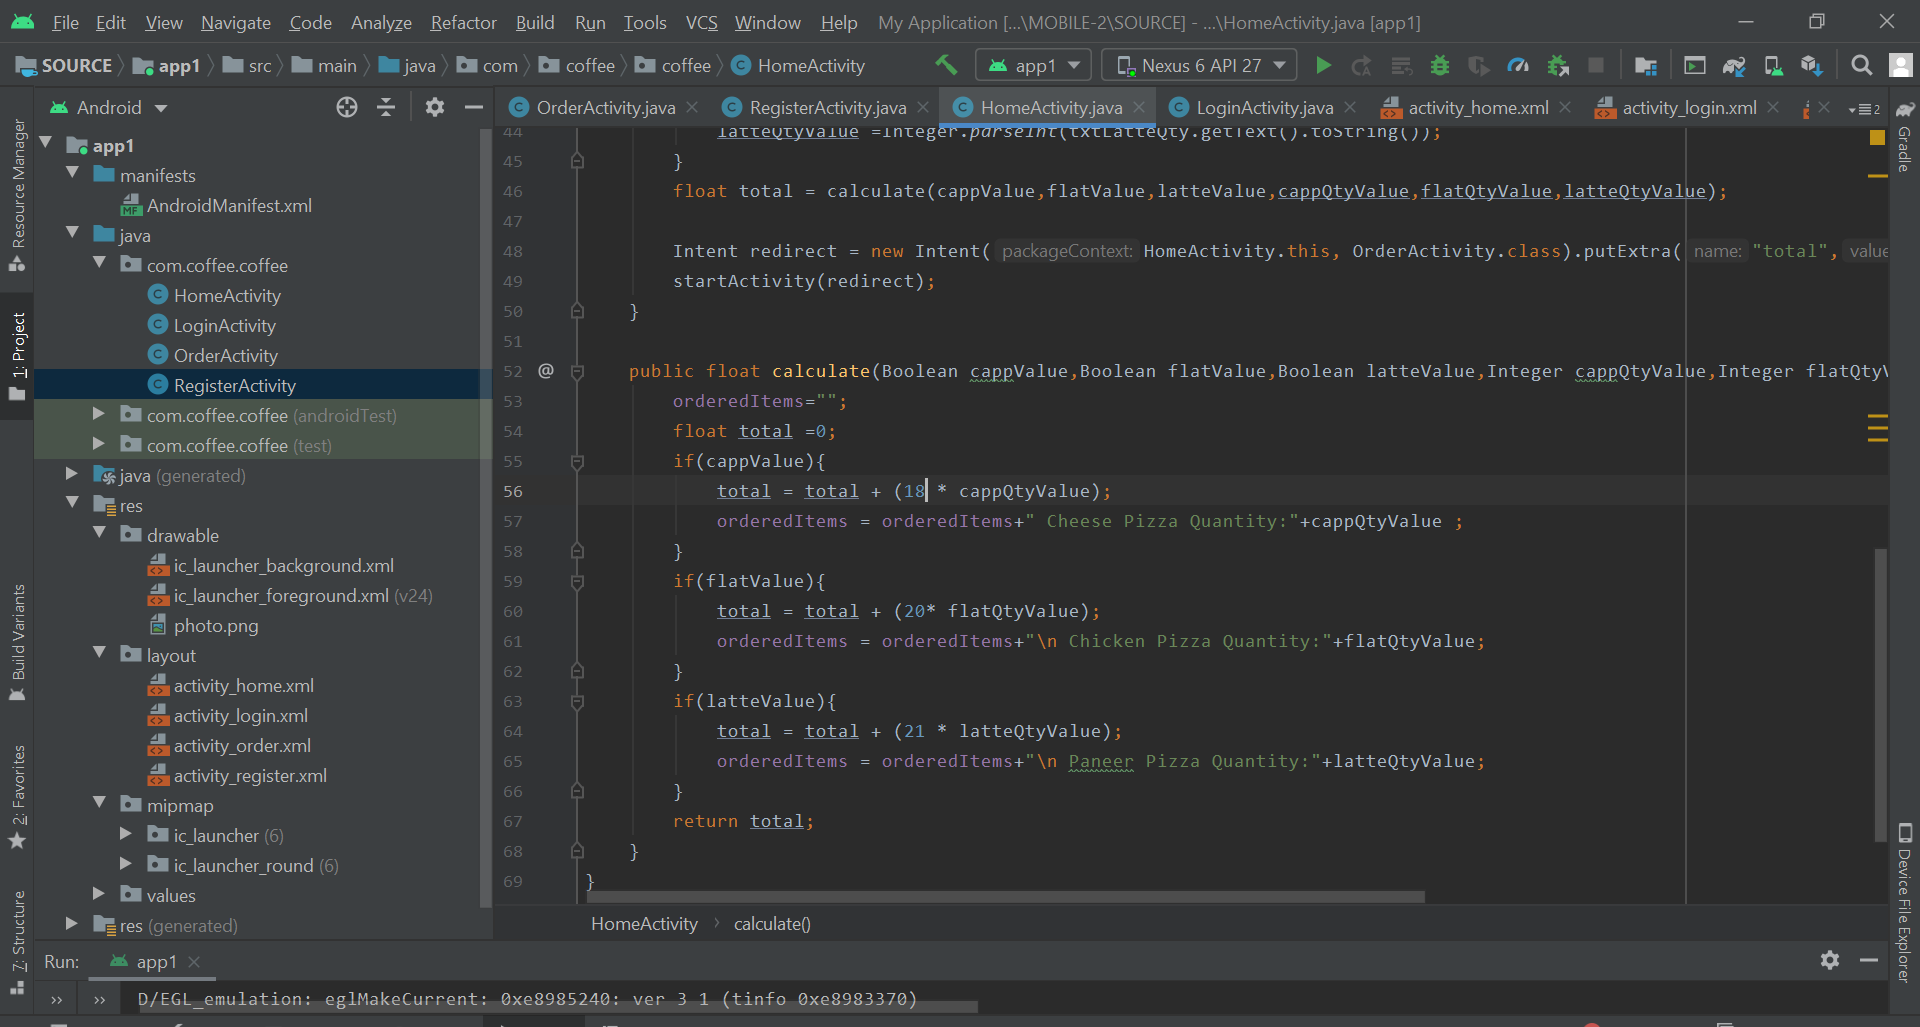 File Edit View Navigate Code Analyze Refactor Build Run Tools VCS Window Help My Application [...\MOBILE-2\SOURCE] - ...\HomeActivity.java [app1]
SOURCE app1 src main java com coffee coffee HomeActivity app1 Nexus 6 API 27
Android
OrderActivity.java RegisterActivity.java HomeActivity.java LoginActivity.java activity_home.xml activity_login.xml 2
Resource Manager
1: Project
Build Variants
2: Favorites
7: Structure
app1
manifests
AndroidManifest.xml
java
com.coffee.coffee
HomeActivity
LoginActivity
OrderActivity
RegisterActivity
com.coffee.coffee (androidTest)
com.coffee.coffee (test)
java (generated)
res
drawable
ic_launcher_background.xml
ic_launcher_foreground.xml (v24)
photo.png
layout
activity_home.xml
activity_login.xml
activity_order.xml
activity_register.xml
mipmap
ic_launcher (6)
ic_launcher_round (6)
values
res (generated)
44 latteQtyValue =Integer.parseInt(txtLatteQty.getText().toString());
45 }
46 float total = calculate(cappValue,flatValue,latteValue,cappQtyValue,flatQtyValue,latteQtyValue);
47
48 Intent redirect = new Intent( packageContext: HomeActivity.this, OrderActivity.class).putExtra( name: "total", value
49 startActivity(redirect);
50 }
51
52 @ public float calculate(Boolean cappValue,Boolean flatValue,Boolean latteValue,Integer cappQtyValue,Integer flatQtyV
53 orderedItems="";
54 float total =0;
55 if(cappValue){
56 total = total + (18 * cappQtyValue);
57 orderedItems = orderedItems+" Cheese Pizza Quantity:"+cappQtyValue ;
58 }
59 if(flatValue){
60 total = total + (20* flatQtyValue);
61 orderedItems = orderedItems+"\n Chicken Pizza Quantity:"+flatQtyValue;
62 }
63 if(latteValue){
64 total = total + (21 * latteQtyValue);
65 orderedItems = orderedItems+"\n Paneer Pizza Quantity:"+latteQtyValue;
66 }
67 return total;
68 }
69 }
HomeActivity calculate()
Gradle
Device File Explorer
Run: app1
D/EGL_emulation: eglMakeCurrent: 0xe8985240: ver 3 1 (tinfo 0xe8983370)